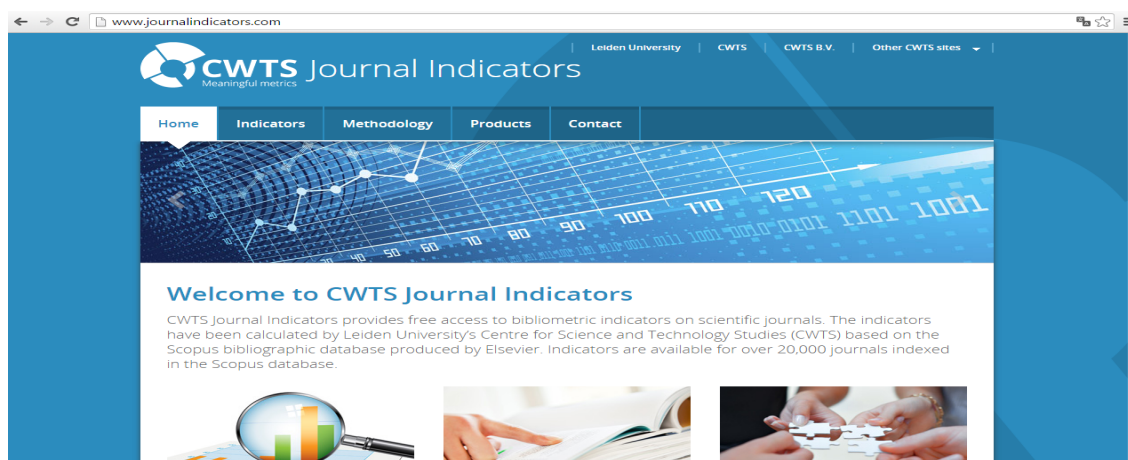 www.journalindicators.com
Leiden University | CWTS | CWTS B.V. | Other CWTS sites
CWTS Journal Indicators
Meaningful metrics
Home Indicators Methodology Products Contact
40 50 60 70 80 90 100 110 120
Welcome to CWTS Journal Indicators
CWTS Journal Indicators provides free access to bibliometric indicators on scientific journals. The indicators
have been calculated by Leiden University's Centre for Science and Technology Studies (CWTS) based on the
Scopus bibliographic database produced by Elsevier. Indicators are available for over 20,000 journals indexed
in the Scopus database.